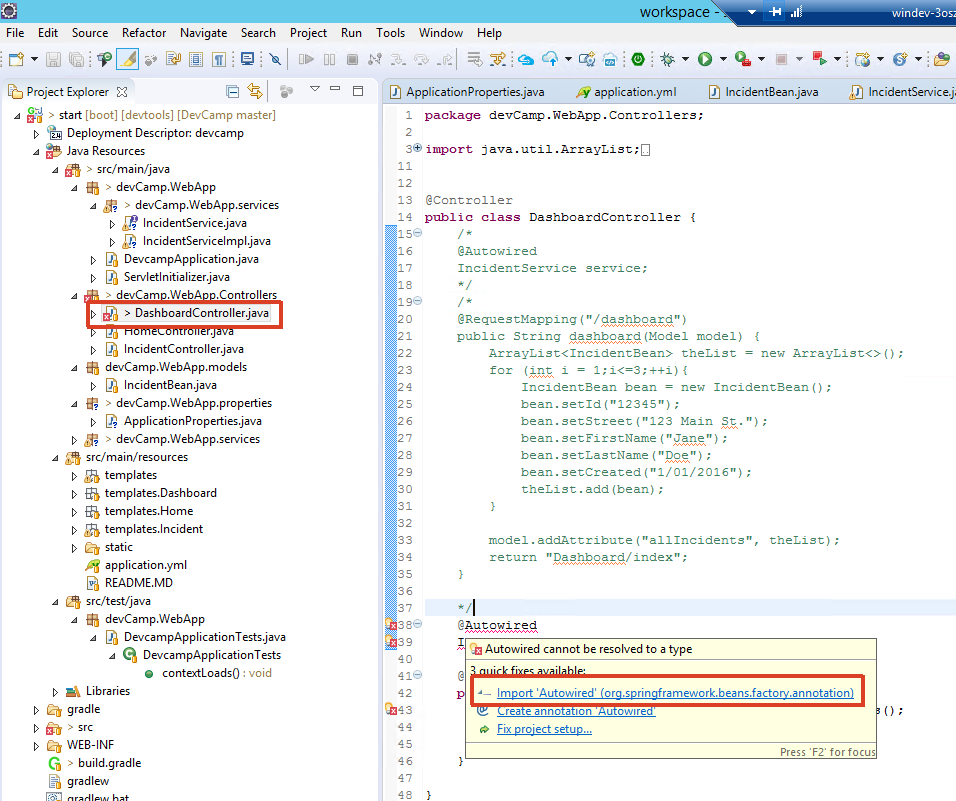 workspace -
windev-3osz
File Edit Source Refactor Navigate Search Project Run Tools Window Help
Project Explorer
ApplicationProperties.java
application.yml
IncidentBean.java
IncidentService.ja
> start [boot] [devtools] [DevCamp master]
Deployment Descriptor: devcamp
Java Resources
> src/main/java
> devCamp.WebApp
> devCamp.WebApp.services
IncidentService.java
IncidentServiceImpl.java
DevcampApplication.java
ServletInitializer.java
> devCamp.WebApp.Controllers
> DashboardController.java
HomeController.java
IncidentController.java
devCamp.WebApp.models
IncidentBean.java
> devCamp.WebApp.properties
ApplicationProperties.java
> devCamp.WebApp.services
src/main/resources
templates
templates.Dashboard
templates.Home
templates.Incident
static
application.yml
README.MD
src/test/java
devCamp.WebApp
DevcampApplicationTests.java
DevcampApplicationTests
contextLoads() : void
Libraries
gradle
> src
WEB-INF
> build.gradle
gradlew
gradlew.bat
1 package devCamp.WebApp.Controllers;
2
3 import java.util.ArrayList;
11
12
13 @Controller
14 public class DashboardController {
15 /*
16 @Autowired
17 IncidentService service;
18 */
19 /*
20 @RequestMapping("/dashboard")
21 public String dashboard(Model model) {
22 ArrayList<IncidentBean> theList = new ArrayList<>();
23 for (int i = 1;i<=3;++i){
24 IncidentBean bean = new IncidentBean();
25 bean.setId("12345");
26 bean.setStreet("123 Main St.");
27 bean.setFirstName("Jane");
28 bean.setLastName("Doe");
29 bean.setCreated("1/01/2016");
30 theList.add(bean);
31 }
32
33 model.addAttribute("allIncidents", theList);
34 return "Dashboard/index";
35 }
36
37 */
38 @Autowired
39 I
40
41 @
42 p
43 s();
44
45
46 }
47
48 }
Autowired cannot be resolved to a type
3 quick fixes available:
Import 'Autowired' (org.springframework.beans.factory.annotation)
Create annotation 'Autowired'
Fix project setup...
Press 'F2' for focus